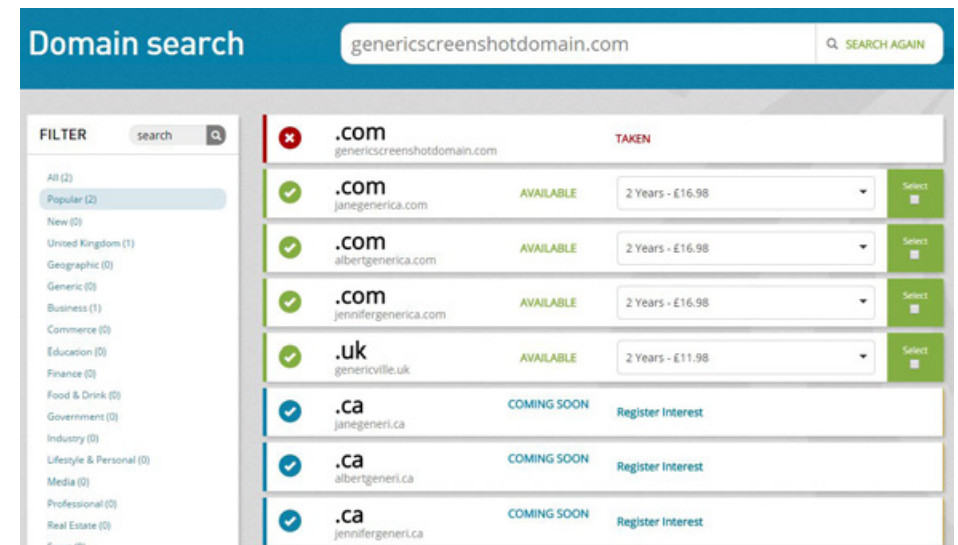 Domain search
genericscreenshotdomain.com
SEARCH AGAIN
FILTER
search
All (2)
Popular (2)
New (0)
United Kingdom (1)
Geographic (0)
Generic (0)
Business (1)
Commerce (0)
Education (0)
Finance (0)
Food & Drink (0)
Government (0)
Industry (0)
Lifestyle & Personal (0)
Media (0)
Professional (0)
Real Estate (0)
.com
TAKEN
genericscreenshotdomain.com
.com
AVAILABLE
2 Years - £16.98
Select
janegenerica.com
.com
AVAILABLE
2 Years - £16.98
Select
albertgenerica.com
.com
AVAILABLE
2 Years - £16.98
Select
jennifergenerica.com
.uk
AVAILABLE
2 Years - £11.98
Select
genericville.uk
.ca
COMING SOON
Register Interest
janegeneri.ca
.ca
COMING SOON
Register Interest
albertgeneri.ca
.ca
COMING SOON
Register Interest
jennifergeneri.ca